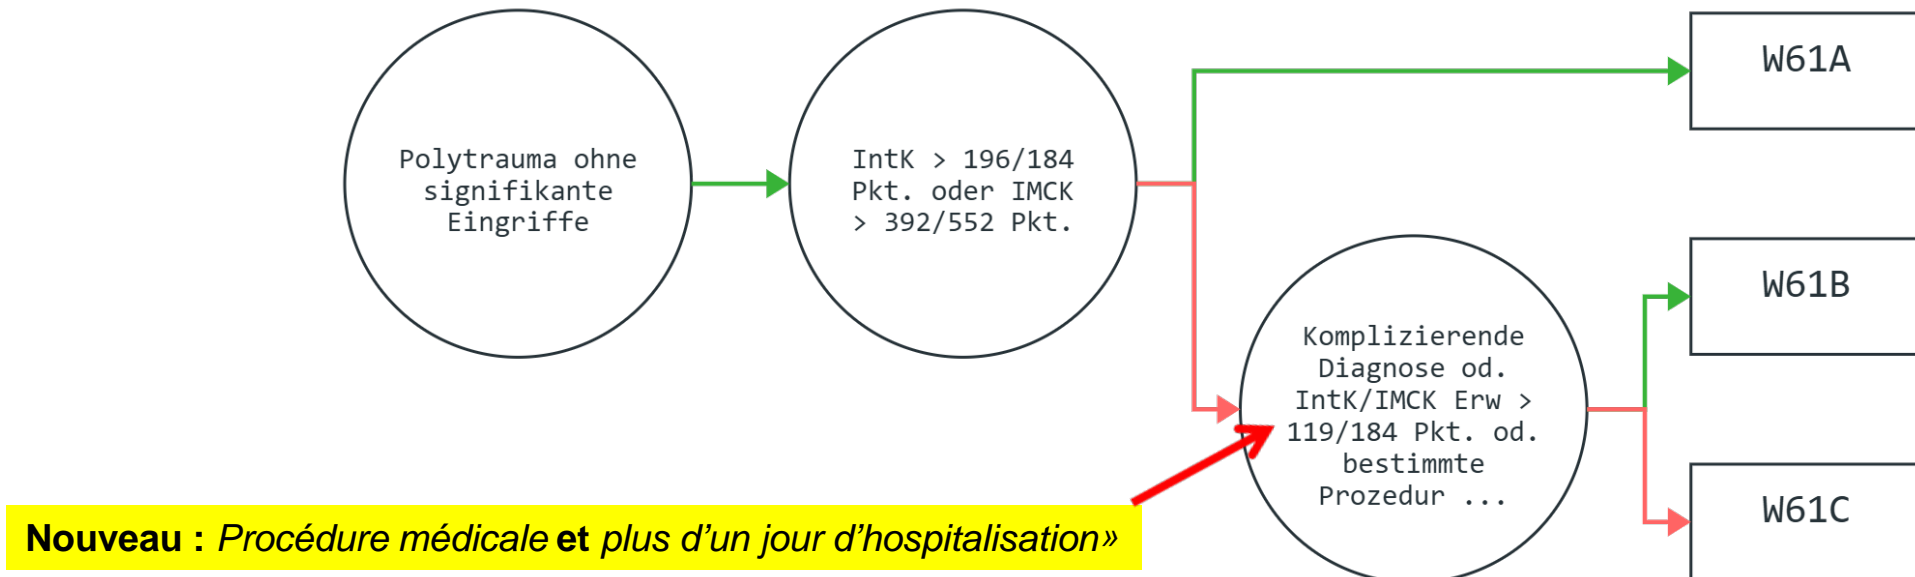 W61A
Polytrauma ohne
signifikante
Eingriffe
IntK > 196/184
Pkt. oder IMCK
> 392/552 Pkt.
W61B
Komplizierende
Diagnose od.
IntK/IMCK Erw >
119/184 Pkt. od.
bestimmte
Prozedur ...
W61C
Nouveau : Procédure médicale et plus d’un jour d’hospitalisation»